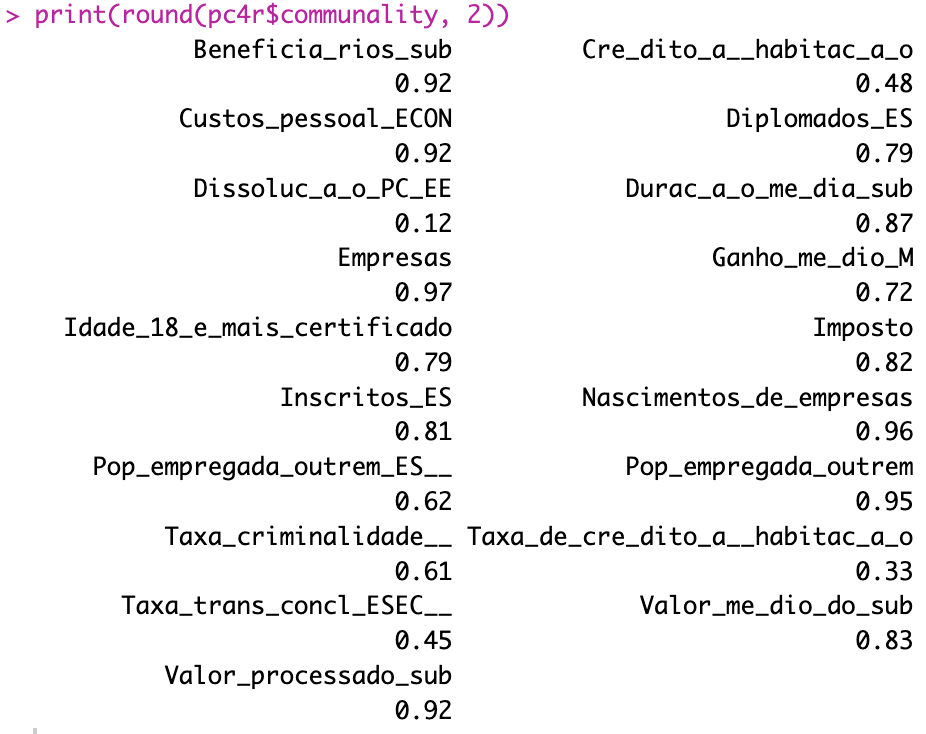 > print(round(pc4r$communality, 2))
Beneficia_rios_sub Cre_dito_a__habitac_a_o
0.92 0.48
Custos_pessoal_ECON Diplomados_ES
0.92 0.79
Dissoluc_a_o_PC_EE Durac_a_o_me_dia_sub
0.12 0.87
Empresas Ganho_me_dio_M
0.97 0.72
Idade_18_e_mais_certificado Imposto
0.79 0.82
Inscritos_ES Nascimentos_de_empresas
0.81 0.96
Pop_empregada_outrem_ES__ Pop_empregada_outrem
0.62 0.95
Taxa_criminalidade__ Taxa_de_cre_dito_a__habitac_a_o
0.61 0.33
Taxa_trans_concl_ESEC__ Valor_me_dio_do_sub
0.45 0.83
Valor_processado_sub
0.92